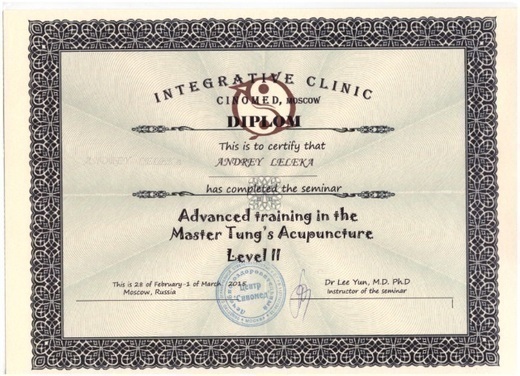 INTEGRATIVE CLINIC
CINOMED, MOSCOW
DIPLOM
This is to certify that
ANDREY LELEKA
has completed the seminar
Advanced training in the
Master Tung's Acupuncture
Level II
This is 28 of February-1 of March 2015
Moscow, Russia
Dr Lee Yun, M.D. Ph.D
Instructor of the seminar
центр